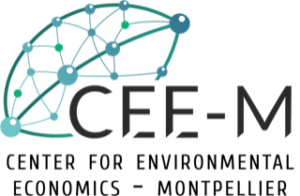 CEE-M
CENTER FOR ENVIRONMENTAL
ECONOMICS - MONTPELLIER